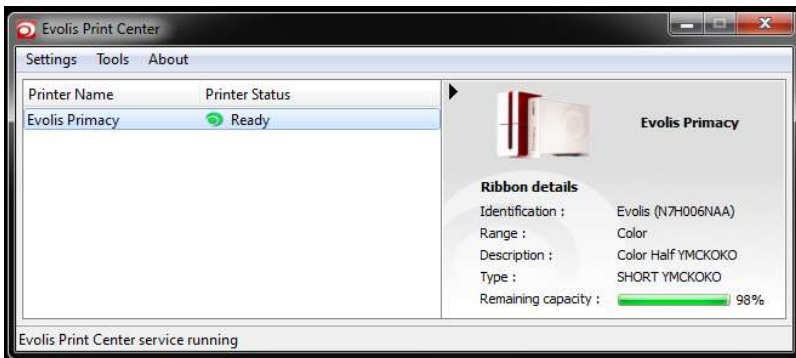 Evolis Print Center
Settings Tools About
Printer Name Printer Status
Evolis Primacy Ready
Evolis Primacy
Ribbon details
Identification : Evolis (N7H006NAA)
Range : Color
Description : Color Half YMCKOKO
Type : SHORT YMCKOKO
Remaining capacity : 98%
Evolis Print Center service running